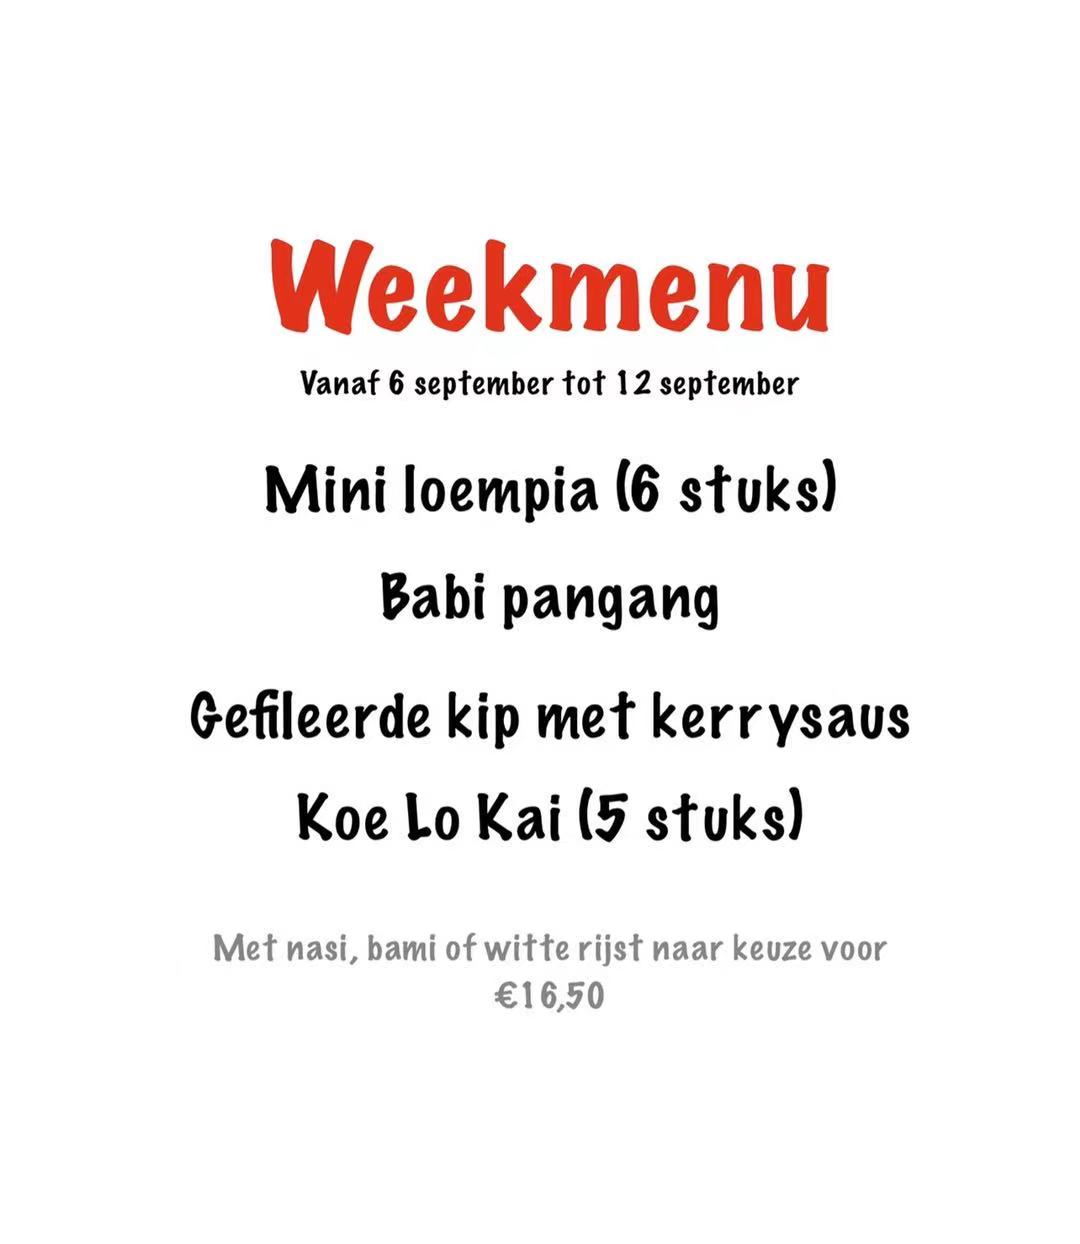 Weekmenu
Vanaf 6 september tot 12 september
Mini loempia (6 stuks)
Babi pangang
Gefileerde kip met kerrysaus
Koe Lo Kai (5 stuks)
Met nasi, bami of witte rijst naar keuze voor
€16,50